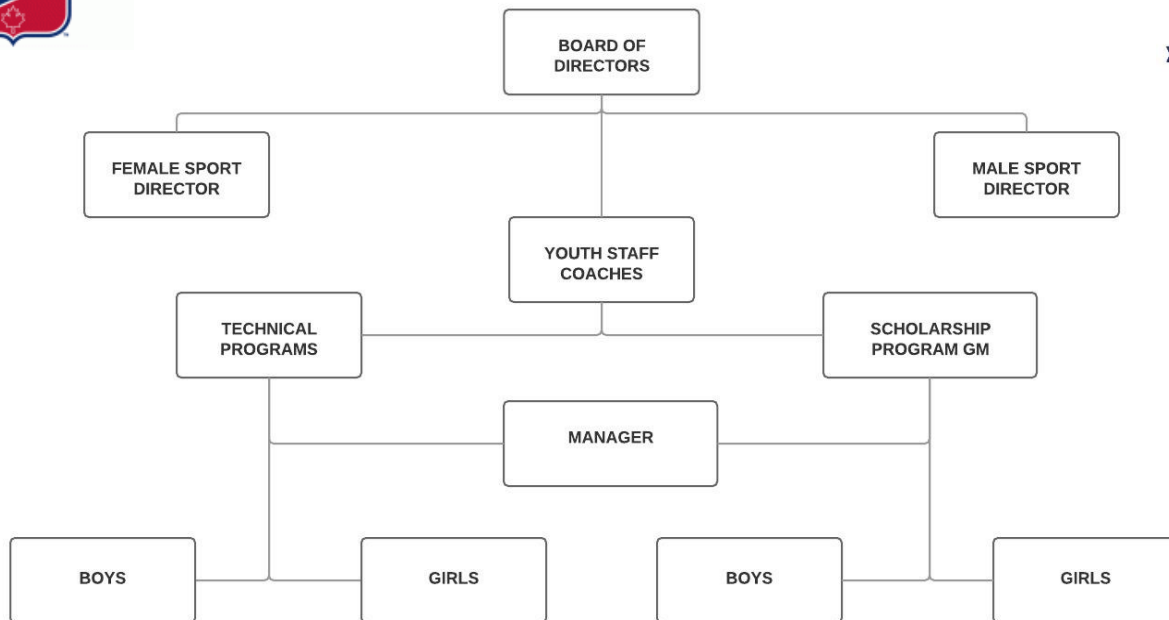 BOARD OF
DIRECTORS
FEMALE SPORT
DIRECTOR
MALE SPORT
DIRECTOR
YOUTH STAFF
COACHES
TECHNICAL
PROGRAMS
SCHOLARSHIP
PROGRAM GM
MANAGER
BOYS
GIRLS
BOYS
GIRLS